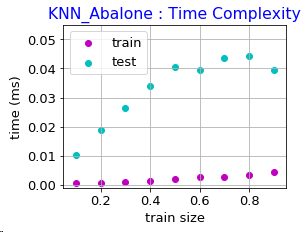 KNN_Abalone : Time Complexity
train
test
time (ms)
0.05
0.04
0.03
0.02
0.01
0.00
0.2
0.4
0.6
0.8
train size